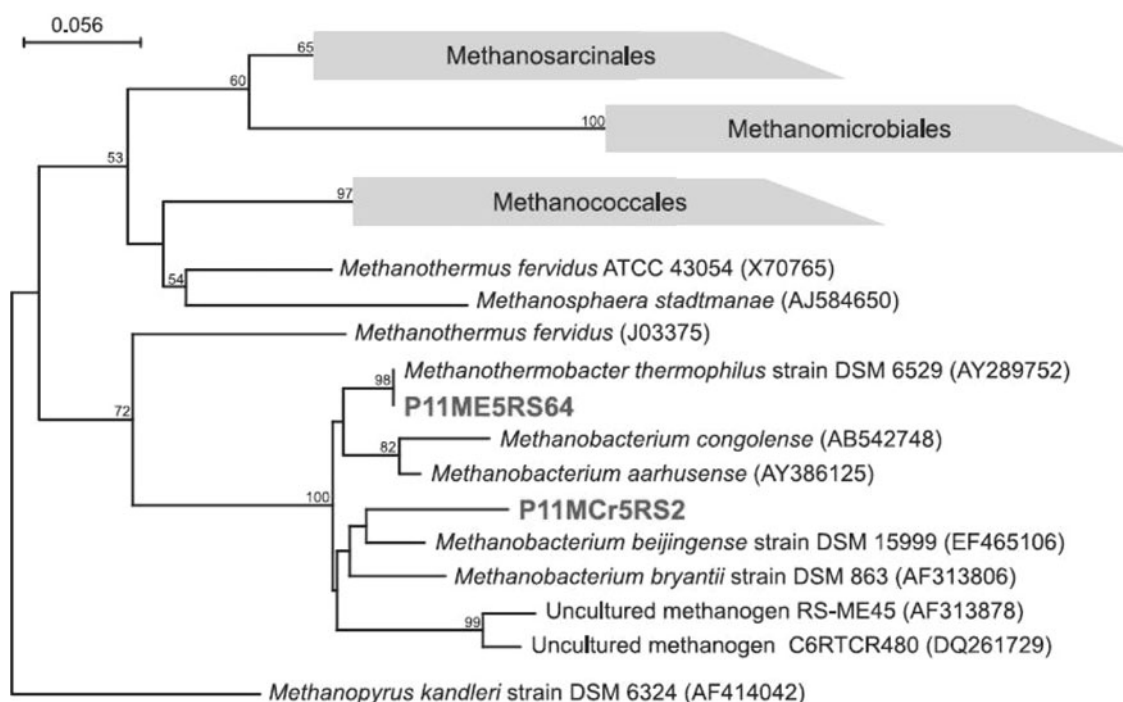 0.056
65
Methanosarcinales
60
100
Methanomicrobiales
53
97
Methanococcales
Methanothermus fervidus ATCC 43054 (X70765)
54
Methanosphaera stadtmanae (AJ584650)
Methanothermus fervidus (J03375)
98
Methanothermobacter thermophilus strain DSM 6529 (AY289752)
72
P11ME5RS64
Methanobacterium congolense (AB542748)
82
Methanobacterium aarhusense (AY386125)
100
P11MCr5RS2
Methanobacterium beijingense strain DSM 15999 (EF465106)
Methanobacterium bryantii strain DSM 863 (AF313806)
Uncultured methanogen RS-ME45 (AF313878)
99
Uncultured methanogen C6RTCR480 (DQ261729)
Methanopyrus kandleri strain DSM 6324 (AF414042)